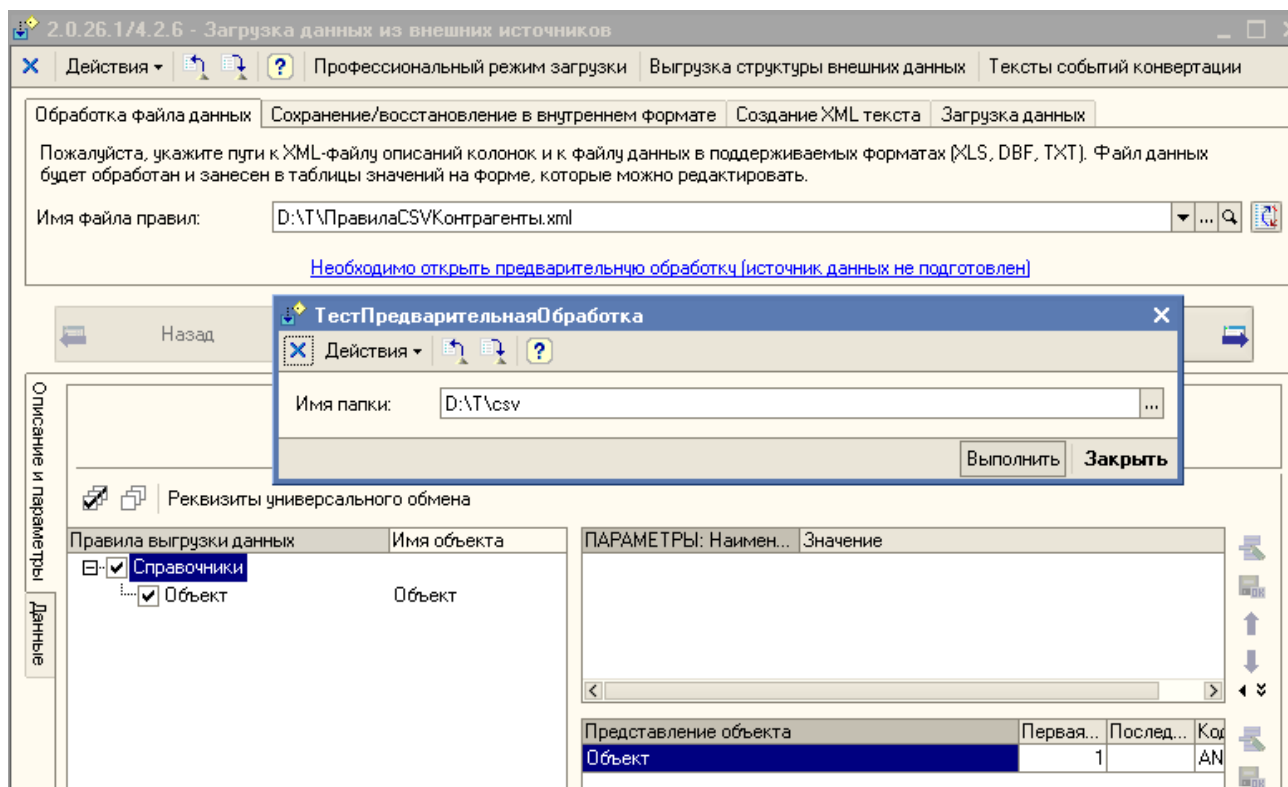 2.0.26.1/4.2.6 - Загрузка данных из внешних источников
Действия Профессиональный режим загрузки Выгрузка структуры внешних данных Тексты событий конвертации
Обработка файла данных Сохранение/восстановление в внутреннем формате Создание XML текста Загрузка данных
Пожалуйста, укажите пути к XML-файлу описаний колонок и к файлу данных в поддерживаемых форматах (XLS, DBF, TXT). Файл данных
будет обработан и занесен в таблицы значений на форме, которые можно редактировать.
Имя файла правил: D:\T\ПравилаCSVКонтрагенты.xml
Необходимо открыть предварительную обработку (источник данных не подготовлен)
Назад
ТестПредварительнаяОбработка
Действия
Имя папки: D:\T\csv
Выполнить Закрыть
Описание и параметры
Данные
Реквизиты универсального обмена
Правила выгрузки данных Имя объекта
Справочники
Объект Объект
ПАРАМЕТРЫ: Наимен... Значение
Представление объекта Первая... Послед... Код
Объект 1 AN